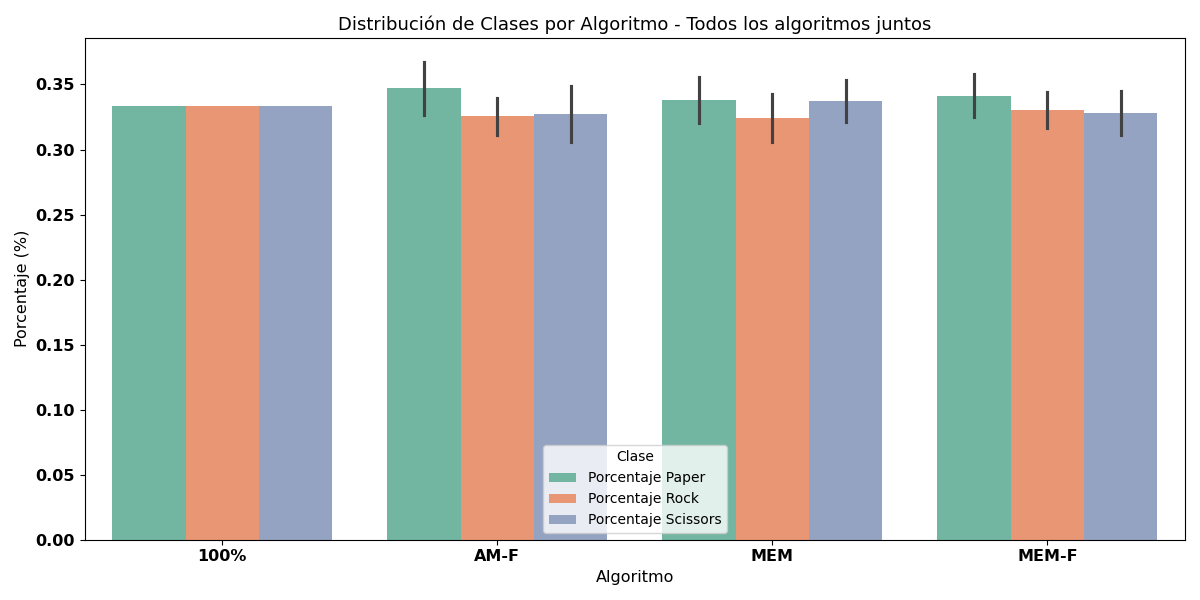 Distribución de Clases por Algoritmo - Todos los algoritmos juntos
Porcentaje (%)
0.35
0.30
0.25
0.20
0.15
0.10
0.05
0.00
Clase
Porcentaje Paper
Porcentaje Rock
Porcentaje Scissors
100%
AM-F
MEM
MEM-F
Algoritmo